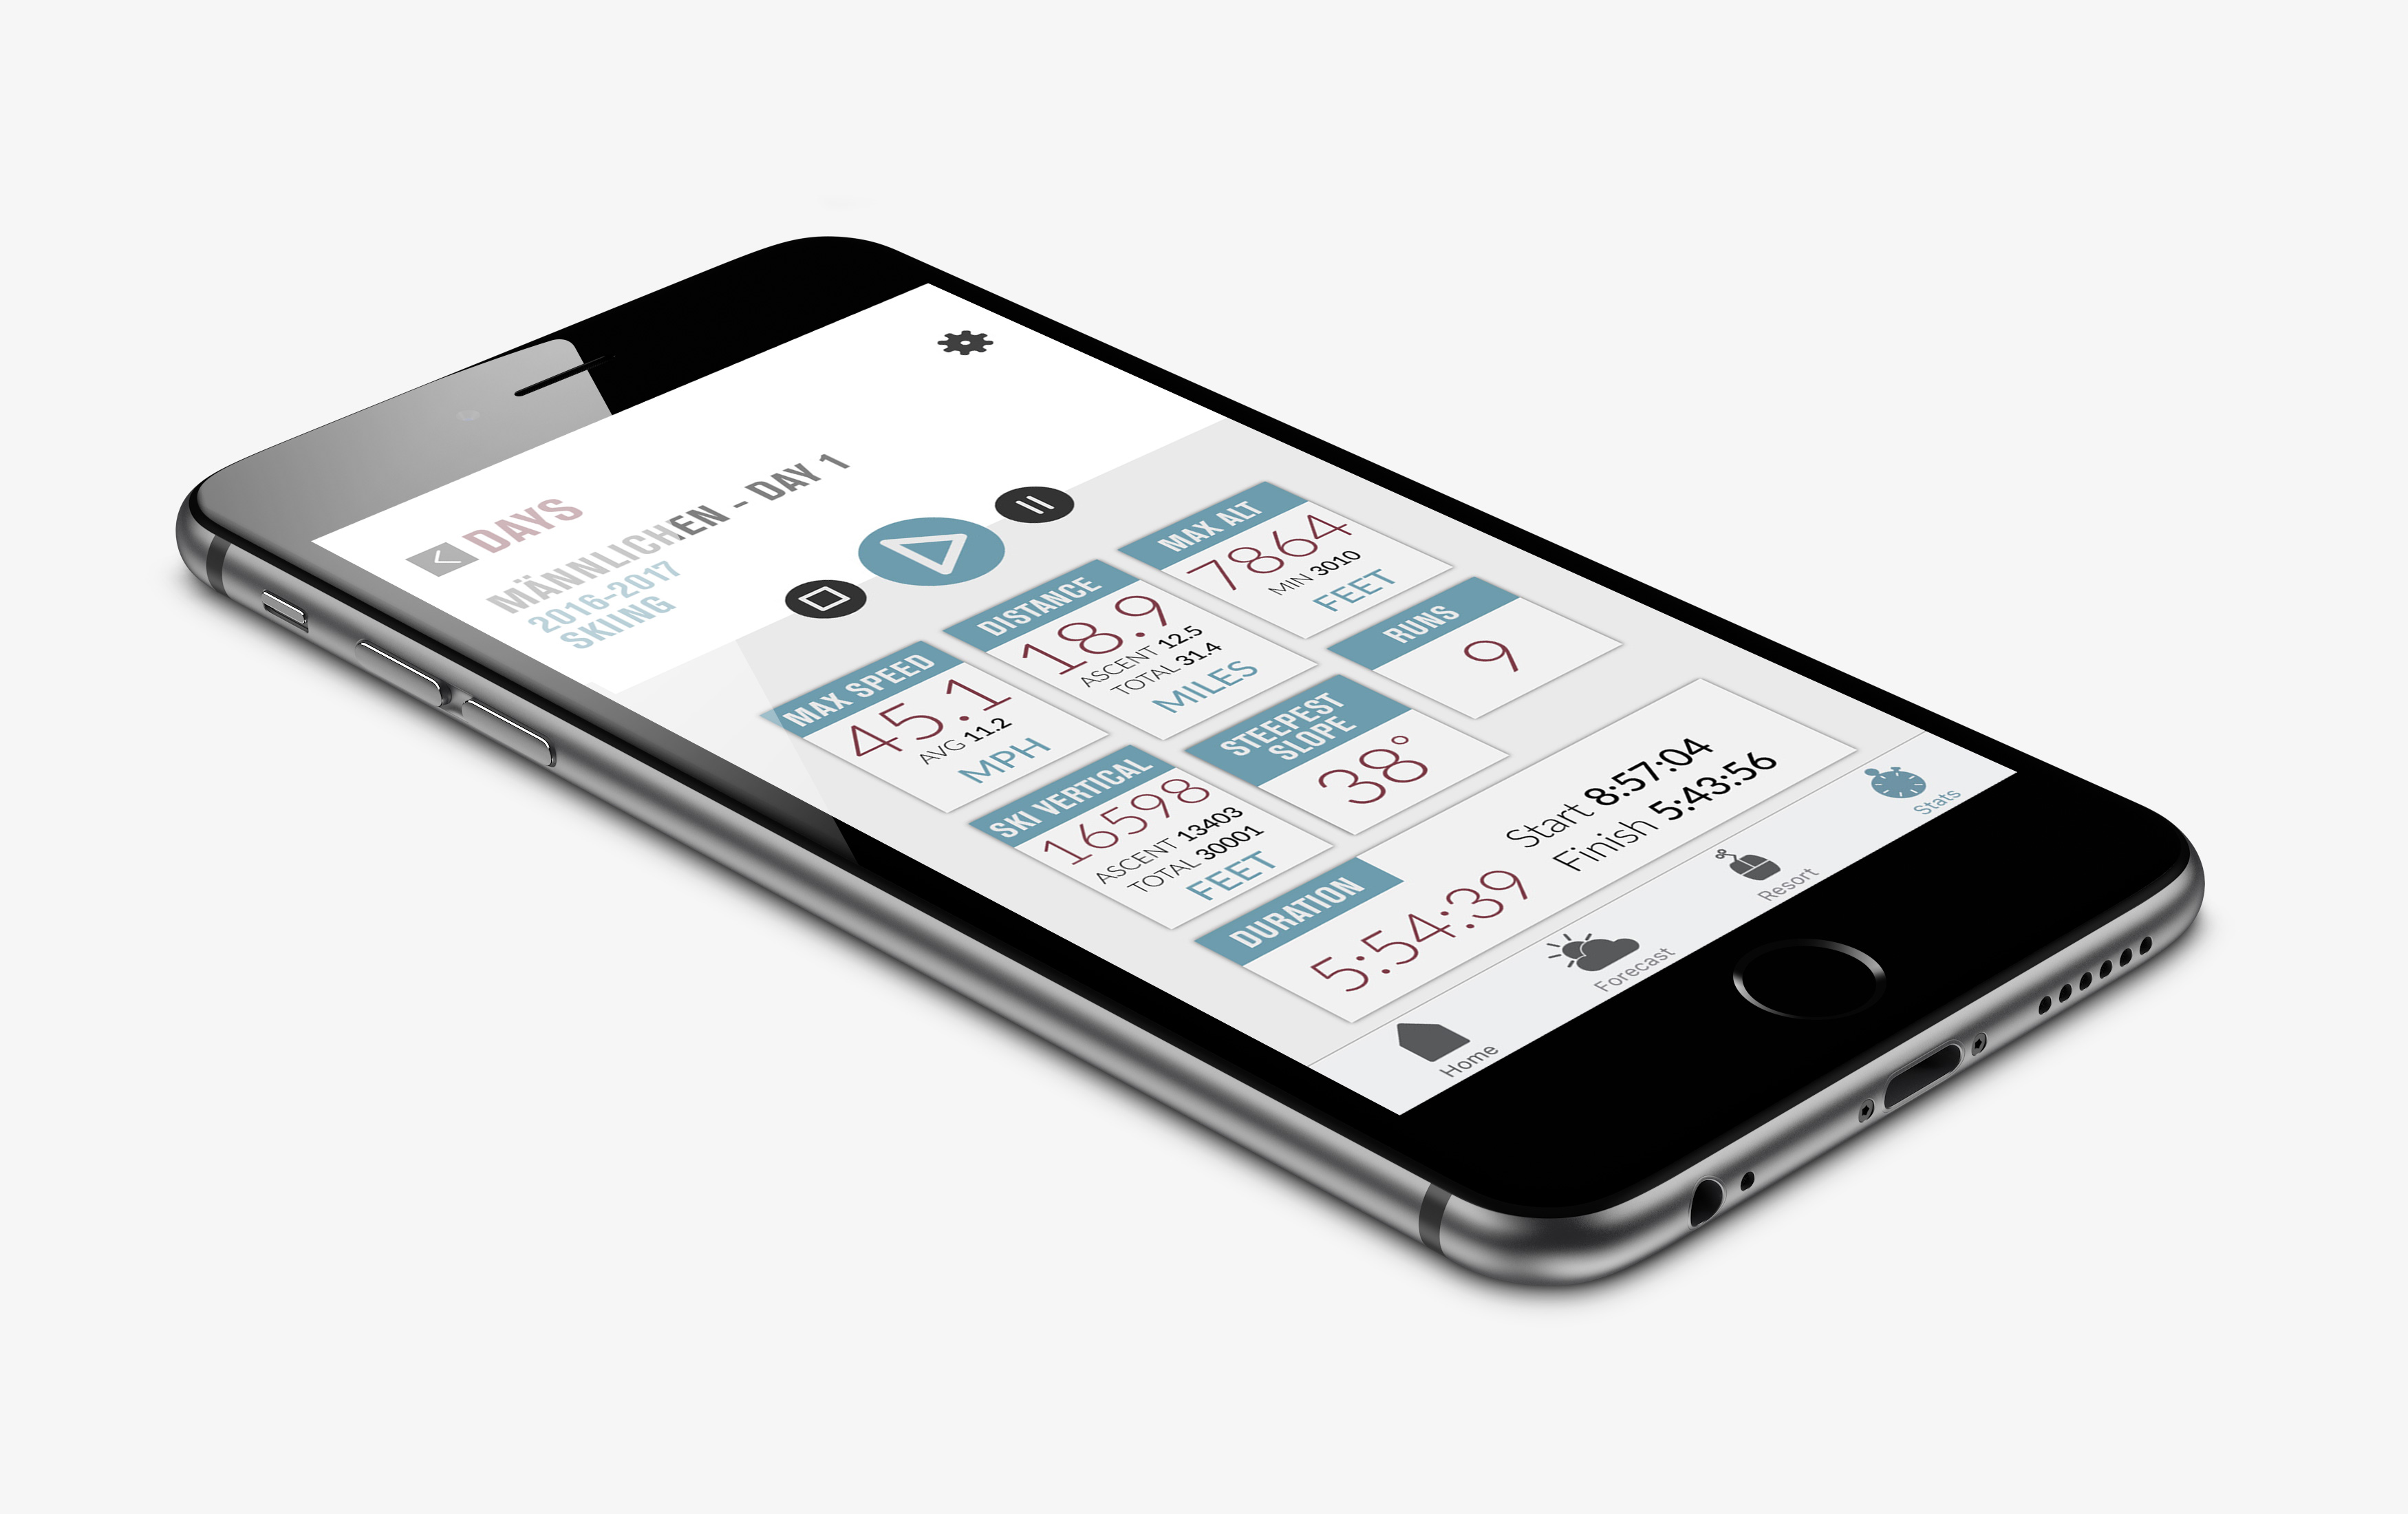 DAYS
MÄNNLICHEN - DAY 1
2016-2017
SKIING
MAX SPEED
45.1
AVG 11.2
MPH
DISTANCE
18.9
ASCENT 12.5
TOTAL 31.4
MILES
MAX ALT
7864
MIN 3010
FEET
SKI VERTICAL
16598
ASCENT 13403
TOTAL 30001
FEET
STEEPEST
SLOPE
38°
RUNS
9
DURATION
5:54:39
Start 8:57:04
Finish 5:43:56
Home
Forecast
Resort
Stats